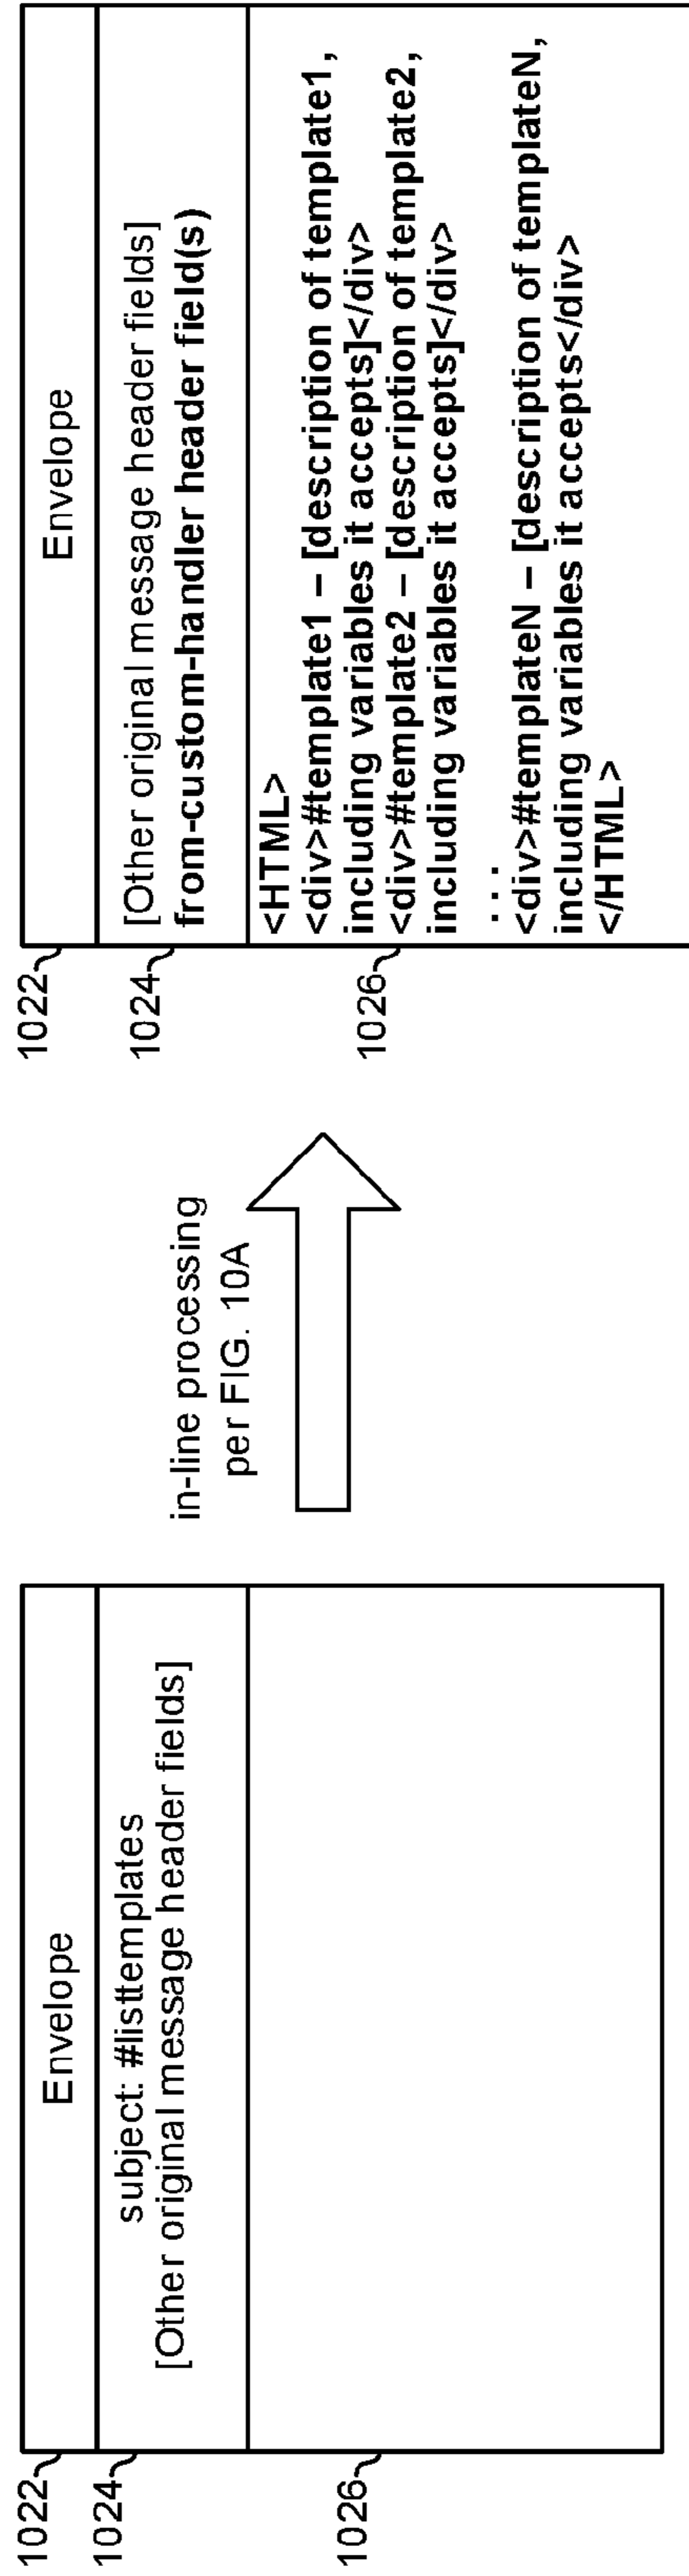 1022
Envelope
1024
subject: #listtemplates
[Other original message header fields]
1026
in-line processing
per FIG. 10A
1022
Envelope
1024
[Other original message header fields]
from-custom-handler header field(s)
1026
<HTML>
<div>#template1 – [description of template1,
including variables it accepts]</div>
<div>#template2 – [description of template2,
including variables it accepts]</div>
...
<div>#templateN – [description of templateN,
including variables it accepts</div>
</HTML>